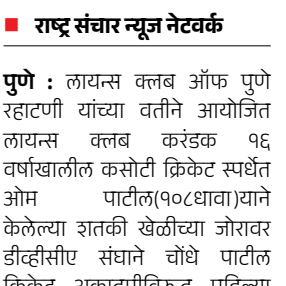 राष्ट्र संचार न्यूज नेटवर्क
पुणे : लायन्स क्लब ऑफ पुणे
रहाटणी यांच्या वतीने आयोजित
लायन्स क्लब करंडक १६
वर्षाखालील कसोटी क्रिकेट स्पर्धेत
ओम पाटील(१०८धावा)याने
केलेल्या शतकी खेळीच्या जोरावर
डीव्हीसीए संघाने चोंधे पाटील